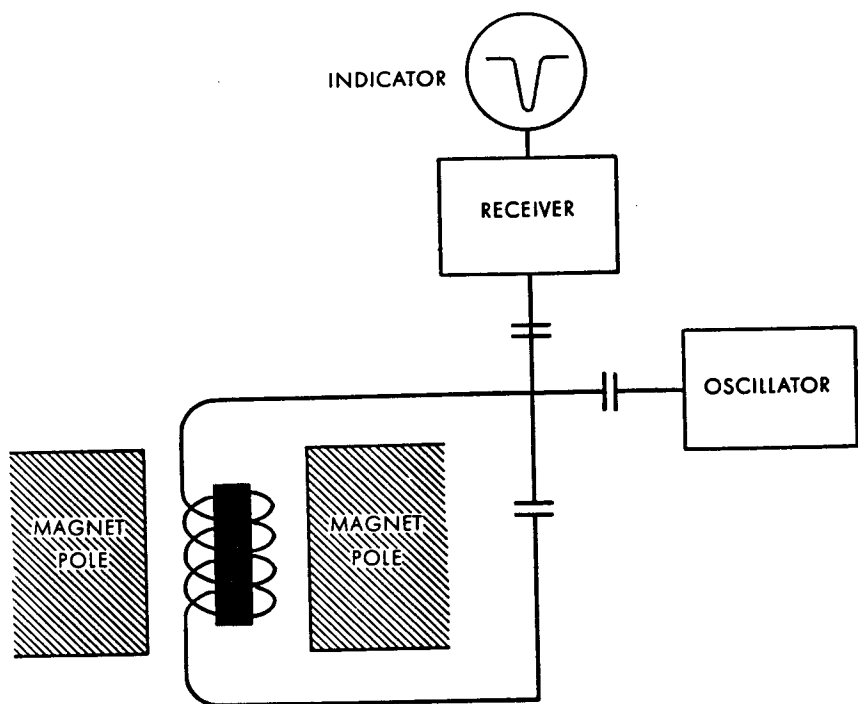 INDICATOR
RECEIVER
OSCILLATOR
MAGNET
POLE
MAGNET
POLE